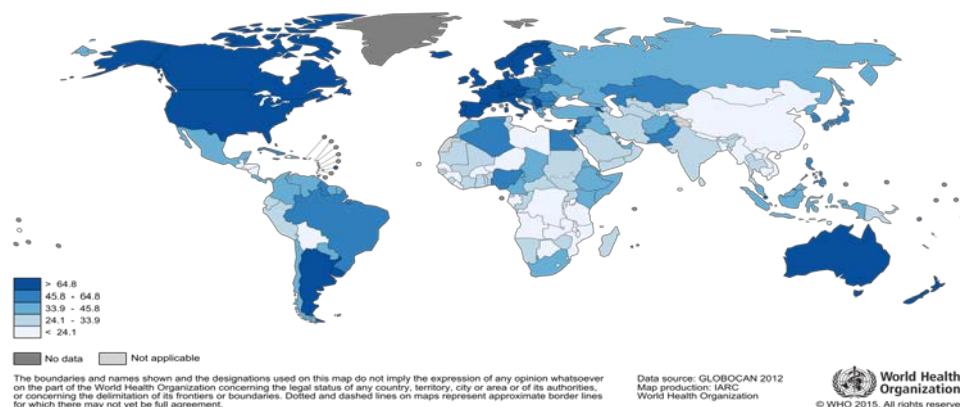 > 64.8
45.8 - 64.8
33.9 - 45.8
24.1 - 33.9
< 24.1
No data
Not applicable
The boundaries and names shown and the designations used on this map do not imply the expression of any opinion whatsoever
on the part of the World Health Organization concerning the legal status of any country, territory, city or area or of its authorities,
or concerning the delimitation of its frontiers or boundaries. Dotted and dashed lines on maps represent approximate border lines
for which there may not yet be full agreement.
Data source: GLOBOCAN 2012
Map production: IARC
World Health Organization
World Health
Organization
© WHO 2015. All rights reserve